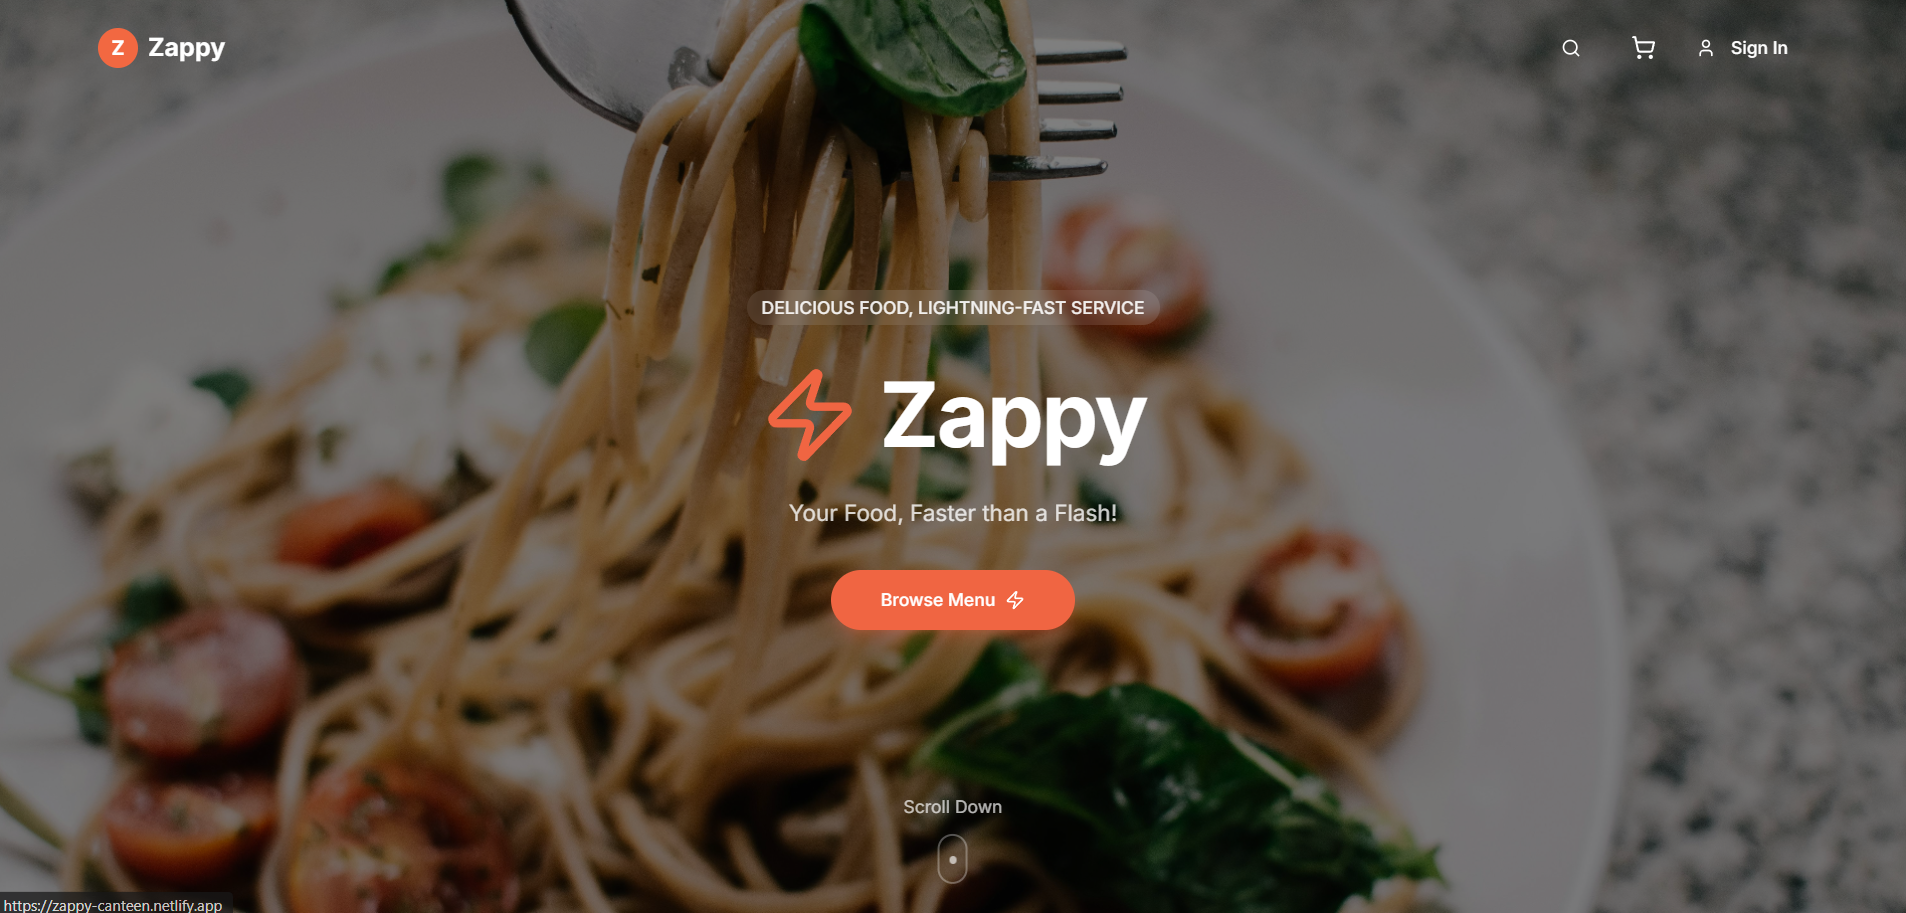 Z Zappy
Sign In
DELICIOUS FOOD, LIGHTNING-FAST SERVICE
Zappy
Your Food, Faster than a Flash!
Browse Menu
Scroll Down
https://zappy-canteen.netlify.app